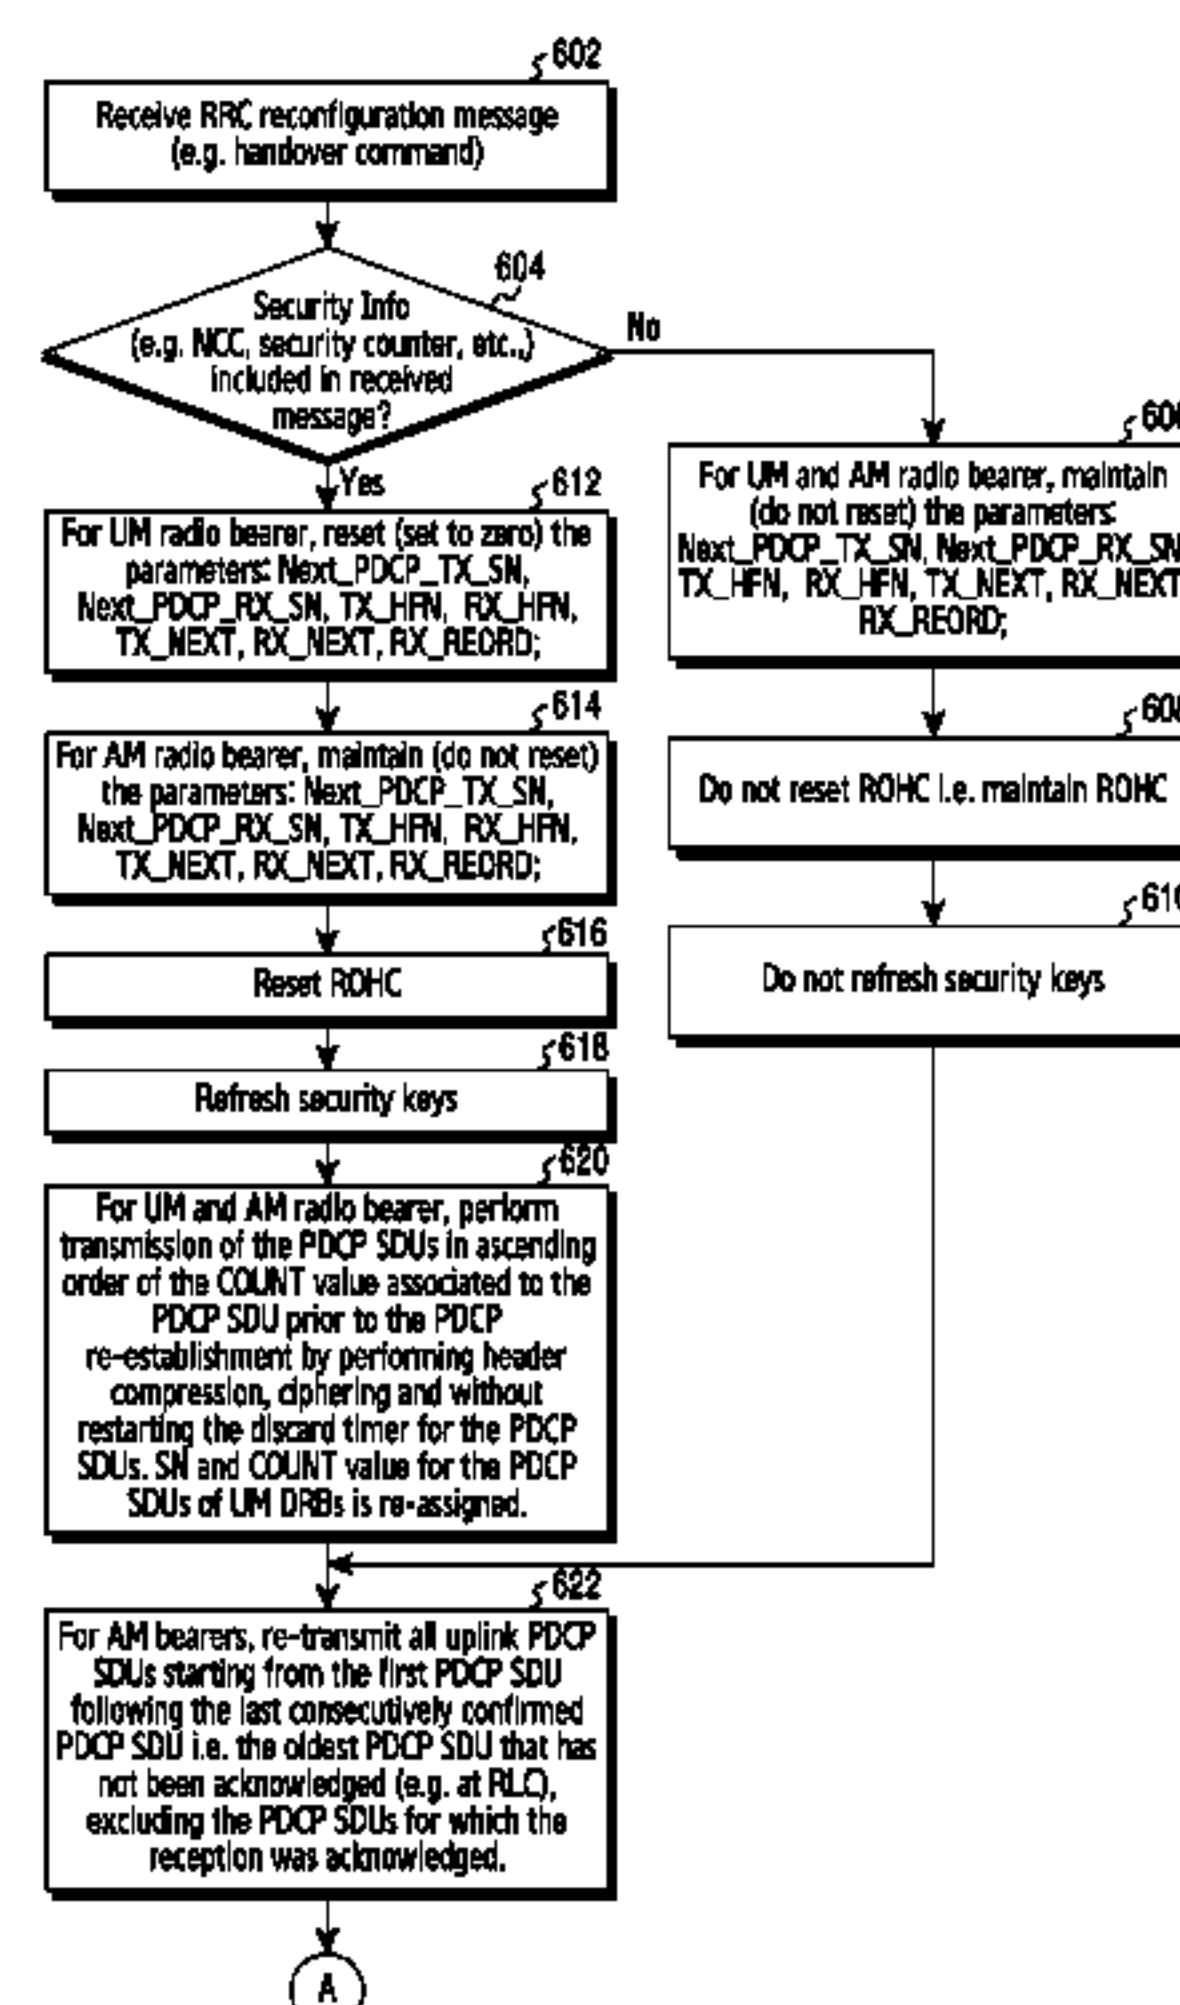 602
Receive RRC reconfiguration message
(e.g. handover command)
604
Security Info
(e.g. NCC, security counter, etc.,)
included in received
message?
No
Yes
612
For UM radio bearer, reset (set to zero) the
parameters: Next_PDCP_TX_SN,
Next_PDCP_RX_SN, TX_HFN, RX_HFN,
TX_NEXT, RX_NEXT, RX_REORD;
614
For AM radio bearer, maintain (do not reset)
the parameters: Next_PDCP_TX_SN,
Next_PDCP_RX_SN, TX_HFN, RX_HFN,
TX_NEXT, RX_NEXT, RX_REORD;
616
Reset ROHC
618
Refresh security keys
620
For UM and AM radio bearer, perform
transmission of the PDCP SDUs in ascending
order of the COUNT value associated to the
PDCP SDU prior to the PDCP
re-establishment by performing header
compression, ciphering and without
restarting the discard timer for the PDCP
SDUs. SN and COUNT value for the PDCP
SDUs of UM DRBs is re-assigned.
For UM and AM radio bearer, maintain
(do not reset) the parameters:
Next_PDCP_TX_SN, Next_PDCP_RX_SN
TX_HFN, RX_HFN, TX_NEXT, RX_NEXT
RX_REORD;
Do not reset ROHC i.e. maintain ROHC
610
Do not refresh security keys
622
For AM bearers, re-transmit all uplink PDCP
SDUs starting from the first PDCP SDU
following the last consecutively confirmed
PDCP SDU i.e. the oldest PDCP SDU that has
not been acknowledged (e.g. at RLC),
excluding the PDCP SDUs for which the
reception was acknowledged.
A